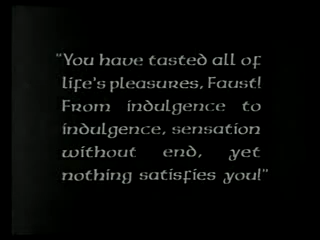 "You have tasted all of
life's pleasures, Faust!
From indulgence to
indulgence, sensation
without end, yet
nothing satisfies you!"